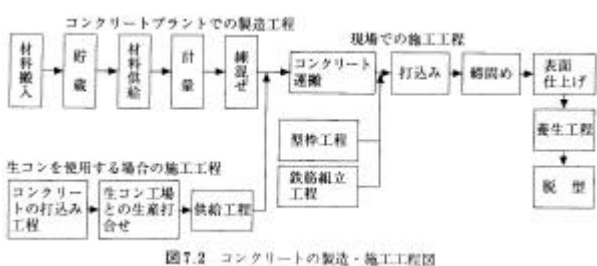 コンクリートプラントでの製造工程
材料搬入
貯蔵
材料供給
計量
練混ぜ
現場での施工工程
コンクリート
運搬
打込み
締固め
表面
仕上げ
養生工程
脱型
型枠工程
鉄筋組立
工程
生コンを使用する場合の施工工程
コンクリー
トの打込み
工程
生コン工場
との生産打
合せ
供給工程
図7.2 コンクリートの製造・施工工程図